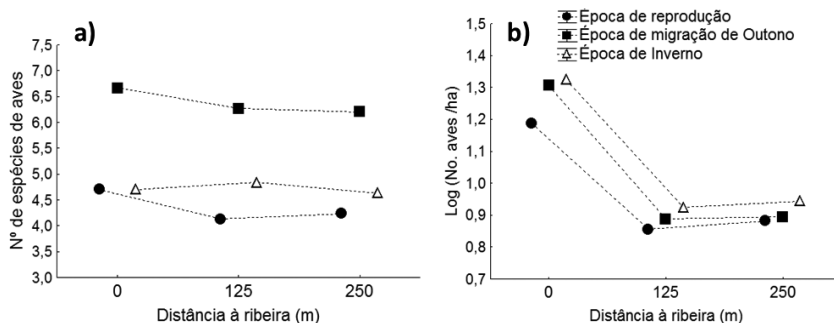 a)
7,5
7,0
6,5
6,0
5,5
5,0
4,5
4,0
3,5
3,0
Nº de espécies de aves
0 125 250
Distância à ribeira (m)
b)
Época de reprodução
Época de migração de Outono
Época de Inverno
1,5
1,4
1,3
1,2
1,1
1,0
0,9
0,8
0,7
Log (No. aves /ha)
0 125 250
Distância à ribeira (m)